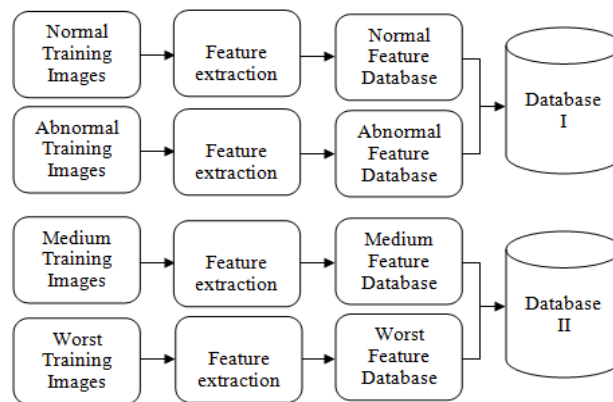 Normal
Training
Images
Feature
extraction
Normal
Feature
Database
Abnormal
Training
Images
Feature
extraction
Abnormal
Feature
Database
Database
I
Medium
Training
Images
Feature
extraction
Medium
Feature
Database
Worst
Training
Images
Feature
extraction
Worst
Feature
Database
Database
II